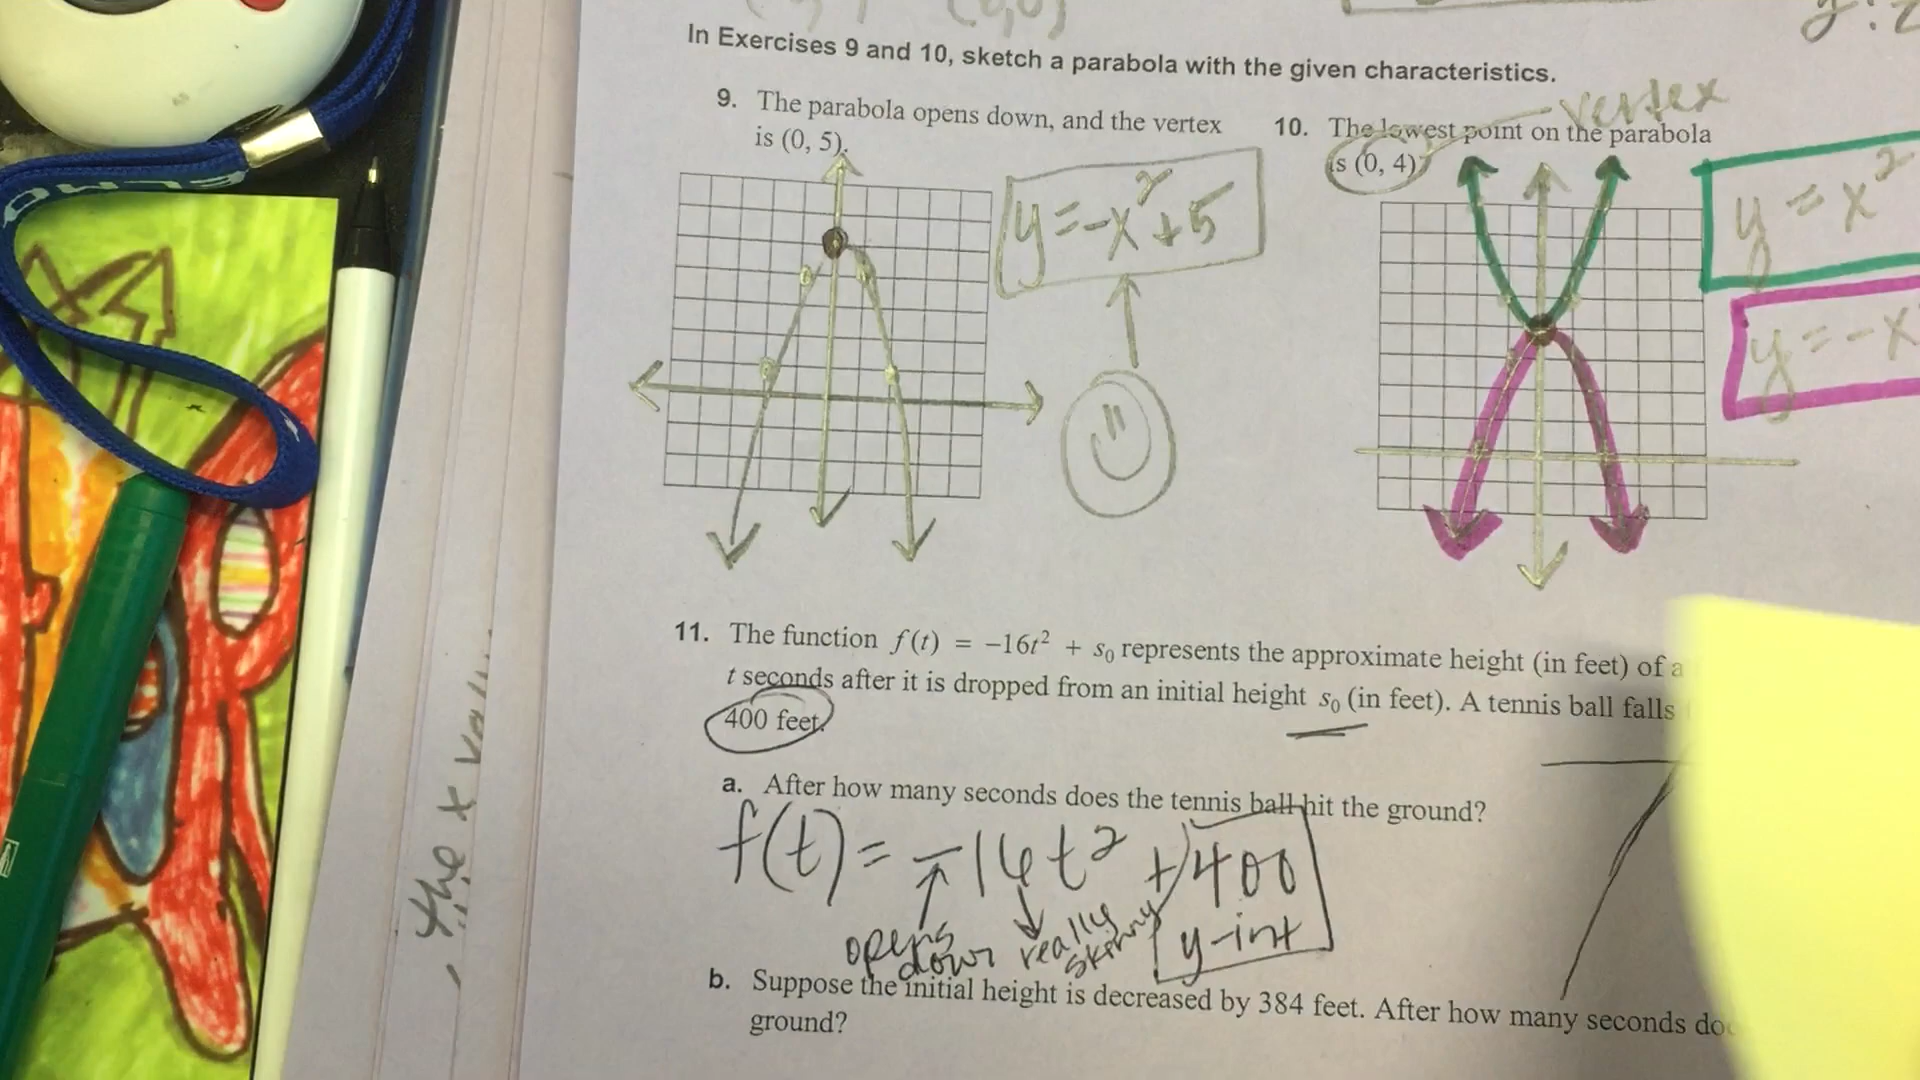 In Exercises 9 and 10, sketch a parabola with the given characteristics.
9. The parabola opens down, and the vertex
is (0, 5).
y = -x² + 5
vertex
10. The lowest point on the parabola
is (0, 4).
y = x²
y = -x
11. The function f(t) = −16t² + s₀ represents the approximate height (in feet) of a
t seconds after it is dropped from an initial height s₀ (in feet). A tennis ball falls
400 feet.
a. After how many seconds does the tennis ball hit the ground?
f(t) = -16t² + 400
opens down
really skinny
y-int
b. Suppose the initial height is decreased by 384 feet. After how many seconds do
ground?
the x